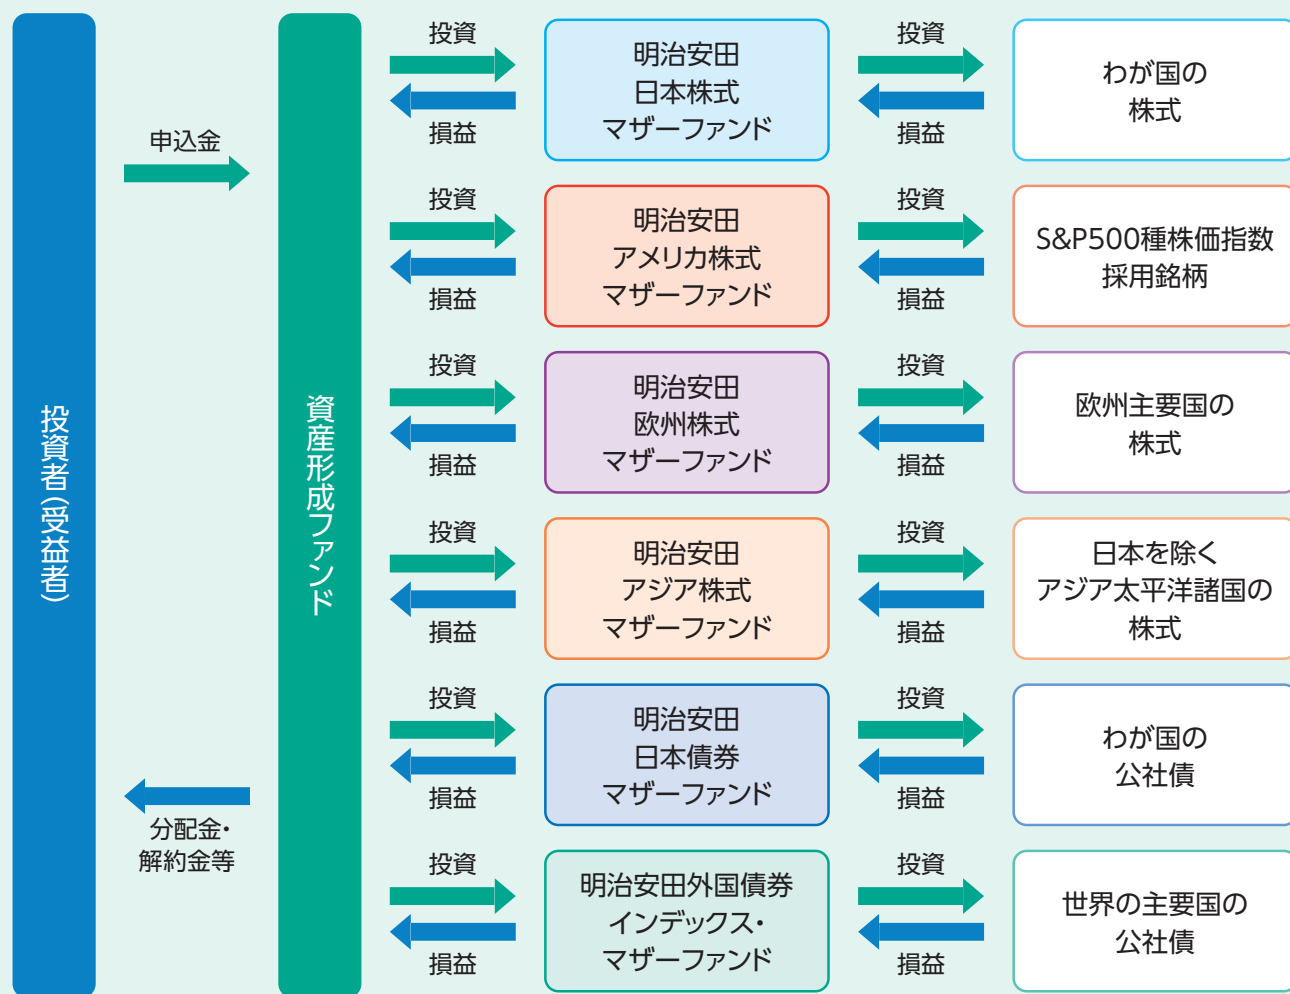 投資者(受益者)
申込金
分配金・
解約金等
資産形成ファンド
投資
損益
明治安田
日本株式
マザーファンド
投資
損益
わが国の
株式
投資
損益
明治安田
アメリカ株式
マザーファンド
投資
損益
S&P500種株価指数
採用銘柄
投資
損益
明治安田
欧州株式
マザーファンド
投資
損益
欧州主要国の
株式
投資
損益
明治安田
アジア株式
マザーファンド
投資
損益
日本を除く
アジア太平洋諸国の
株式
投資
損益
明治安田
日本債券
マザーファンド
投資
損益
わが国の
公社債
投資
損益
明治安田外国債券
インデックス・
マザーファンド
投資
損益
世界の主要国の
公社債